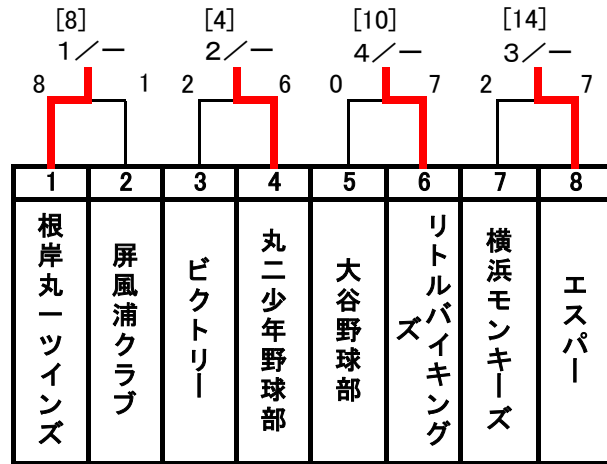 [8] [4] [10] [14]
1／ー 2／ー 4／ー 3／ー
8 1 2 6 0 7 2 7
1 2 3 4 5 6 7 8
根岸丸一ツインズ
屏風浦クラブ
ビクトリー
丸二少年野球部
大谷野球部
リトルバイキング
ズ
横浜モンキーズ
エスパー